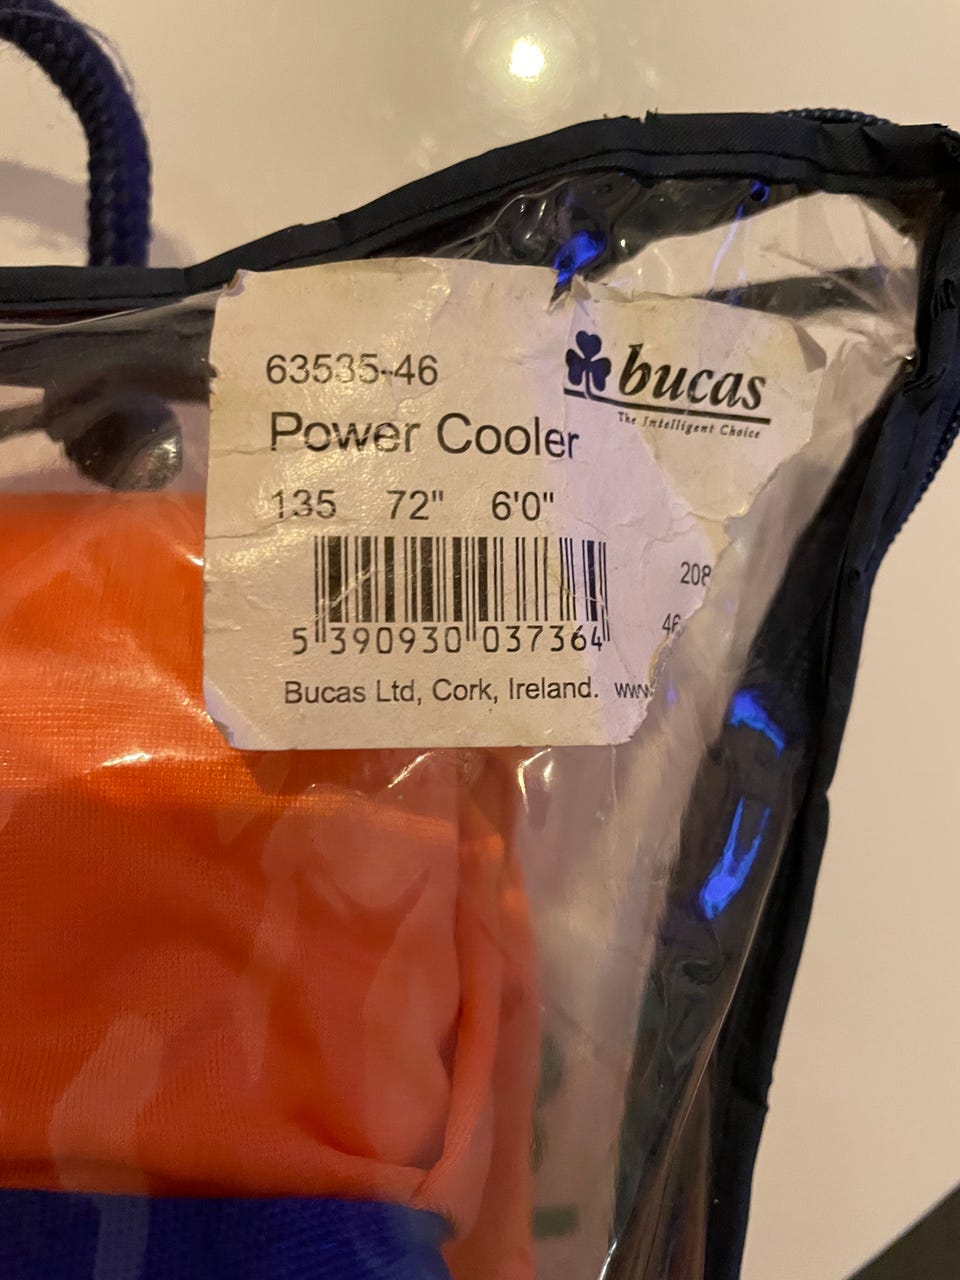 63535-46
bucas
The Intelligent Choice
Power Cooler
135 72" 6'0"
208
46
5 390930 037364
Bucas Ltd, Cork, Ireland. www